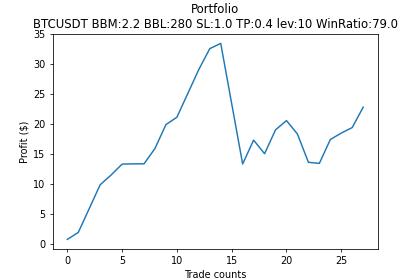 Portfolio
BTCUSDT BBM:2.2 BBL:280 SL:1.0 TP:0.4 lev:10 WinRatio:79.0
35
30
25
20
15
10
5
0
Profit ($)
0 5 10 15 20 25
Trade counts